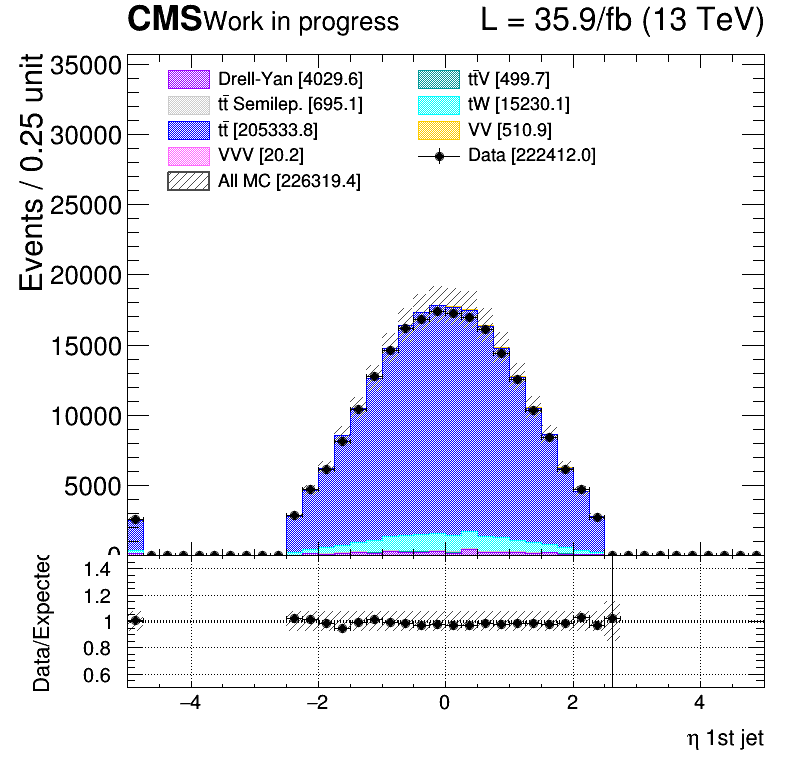 CMS Work in progress L = 35.9/fb (13 TeV)
Events / 0.25 unit
35000
30000
25000
20000
15000
10000
5000
0
Drell-Yan [4029.6]
tt̄ Semilep. [695.1]
tt̄ [205333.8]
VVV [20.2]
All MC [226319.4]
tt̄V [499.7]
tW [15230.1]
VV [510.9]
Data [222412.0]
Data/Expected
1.4
1.2
1
0.8
0.6
−4 −2 0 2 4
η 1st jet